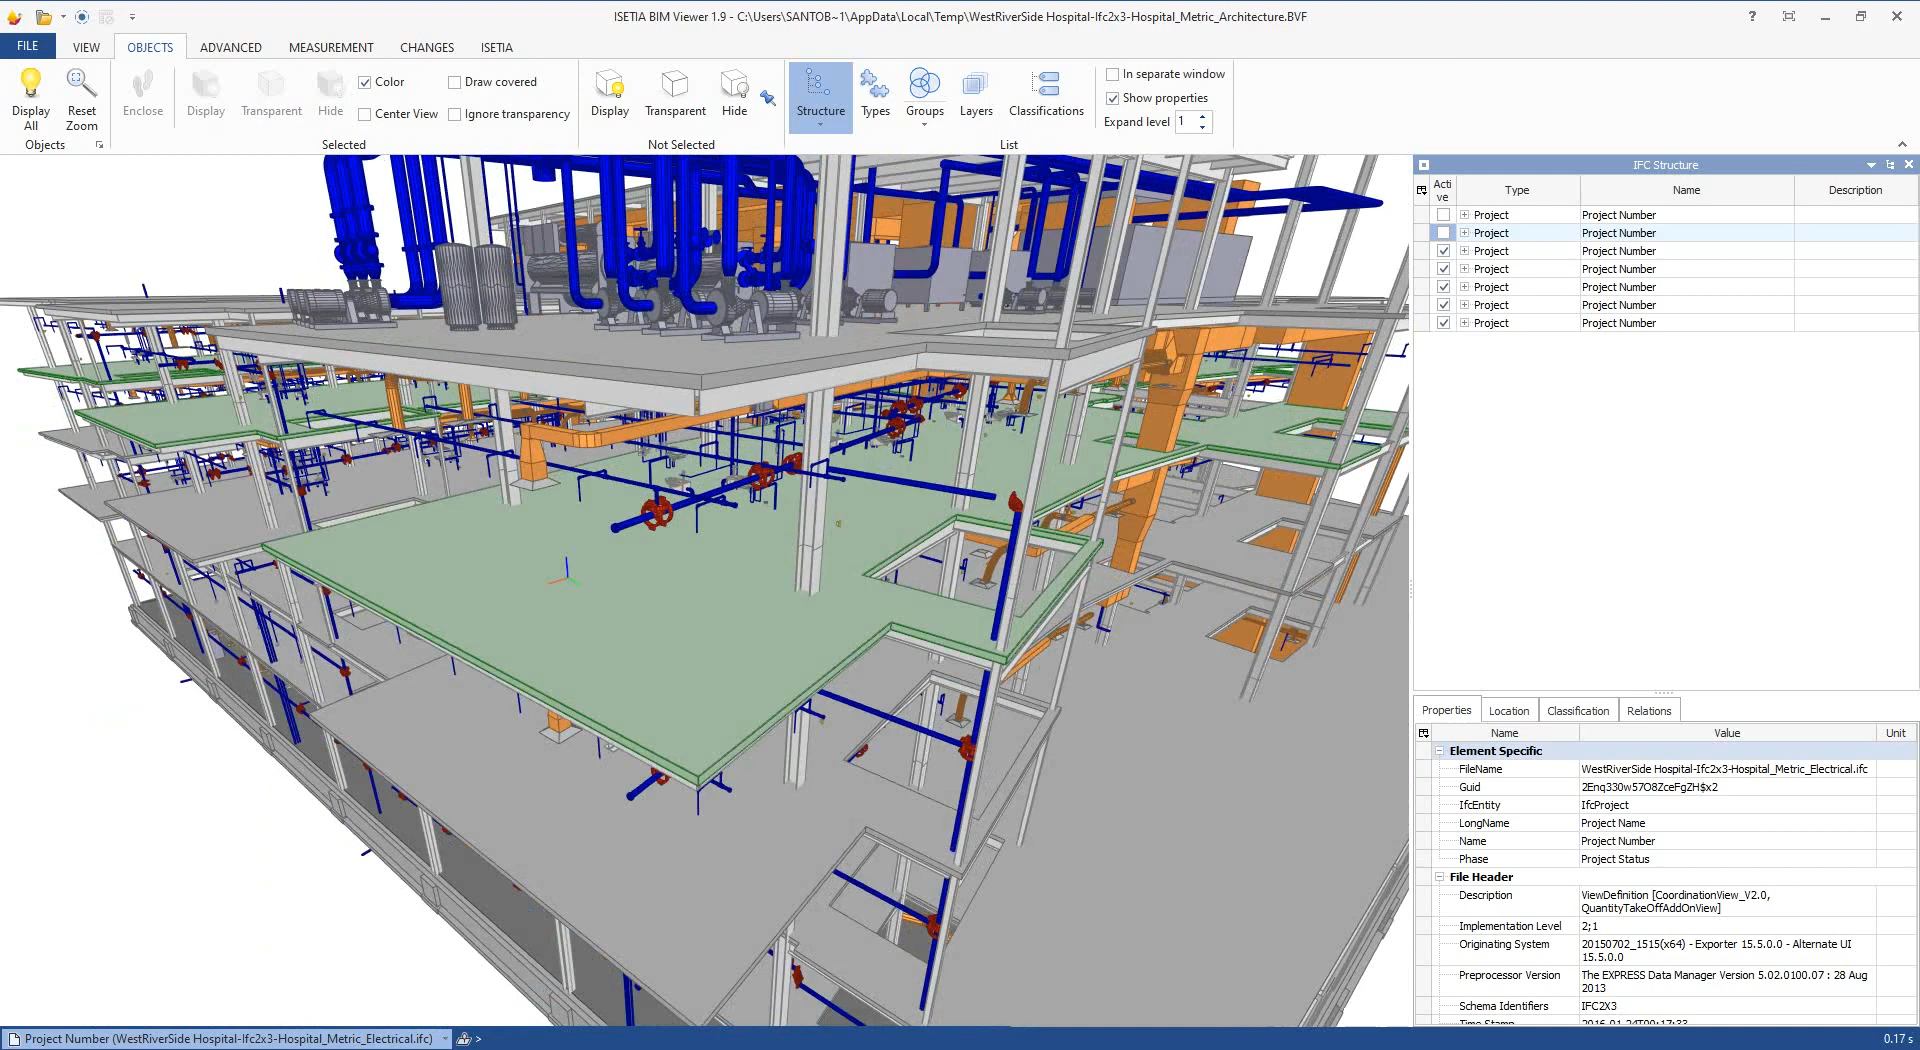 ISETIA BIM Viewer 1.9 - C:\Users\SANTOB~1\AppData\Local\Temp\WestRiverSide Hospital-Ifc2x3-Hospital_Metric_Architecture.BVF
FILE VIEW OBJECTS ADVANCED MEASUREMENT CHANGES ISETIA
Display All
Reset Zoom
Objects
Enclose
Display
Transparent
Hide
Color
Center View
Draw covered
Ignore transparency
Selected
Display
Transparent
Hide
Not Selected
Structure
Types
Groups
Layers
Classifications
In separate window
Show properties
Expand level 1
List
IFC Structure
Active Type Name Description
Project Project Number
Project Project Number
Project Project Number
Project Project Number
Project Project Number
Project Project Number
Project Project Number
Properties Location Classification Relations
Name Value Unit
Element Specific
FileName WestRiverSide Hospital-Ifc2x3-Hospital_Metric_Electrical.ifc
Guid 2Enq330w57O8ZceFgZH$x2
IfcEntity IfcProject
LongName Project Name
Name Project Number
Phase Project Status
File Header
Description ViewDefinition [CoordinationView_V2.0,
QuantityTakeOffAddOnView]
Implementation Level 2;1
Originating System 20150702_1515(x64) - Exporter 15.5.0.0 - Alternate UI
15.5.0.0
Preprocessor Version The EXPRESS Data Manager Version 5.02.0100.07 : 28 Aug
2013
Schema Identifiers IFC2X3
Time Stamp 2016-01-24T00:17:33
Project Number (WestRiverSide Hospital-Ifc2x3-Hospital_Metric_Electrical.ifc) >
0.17 s